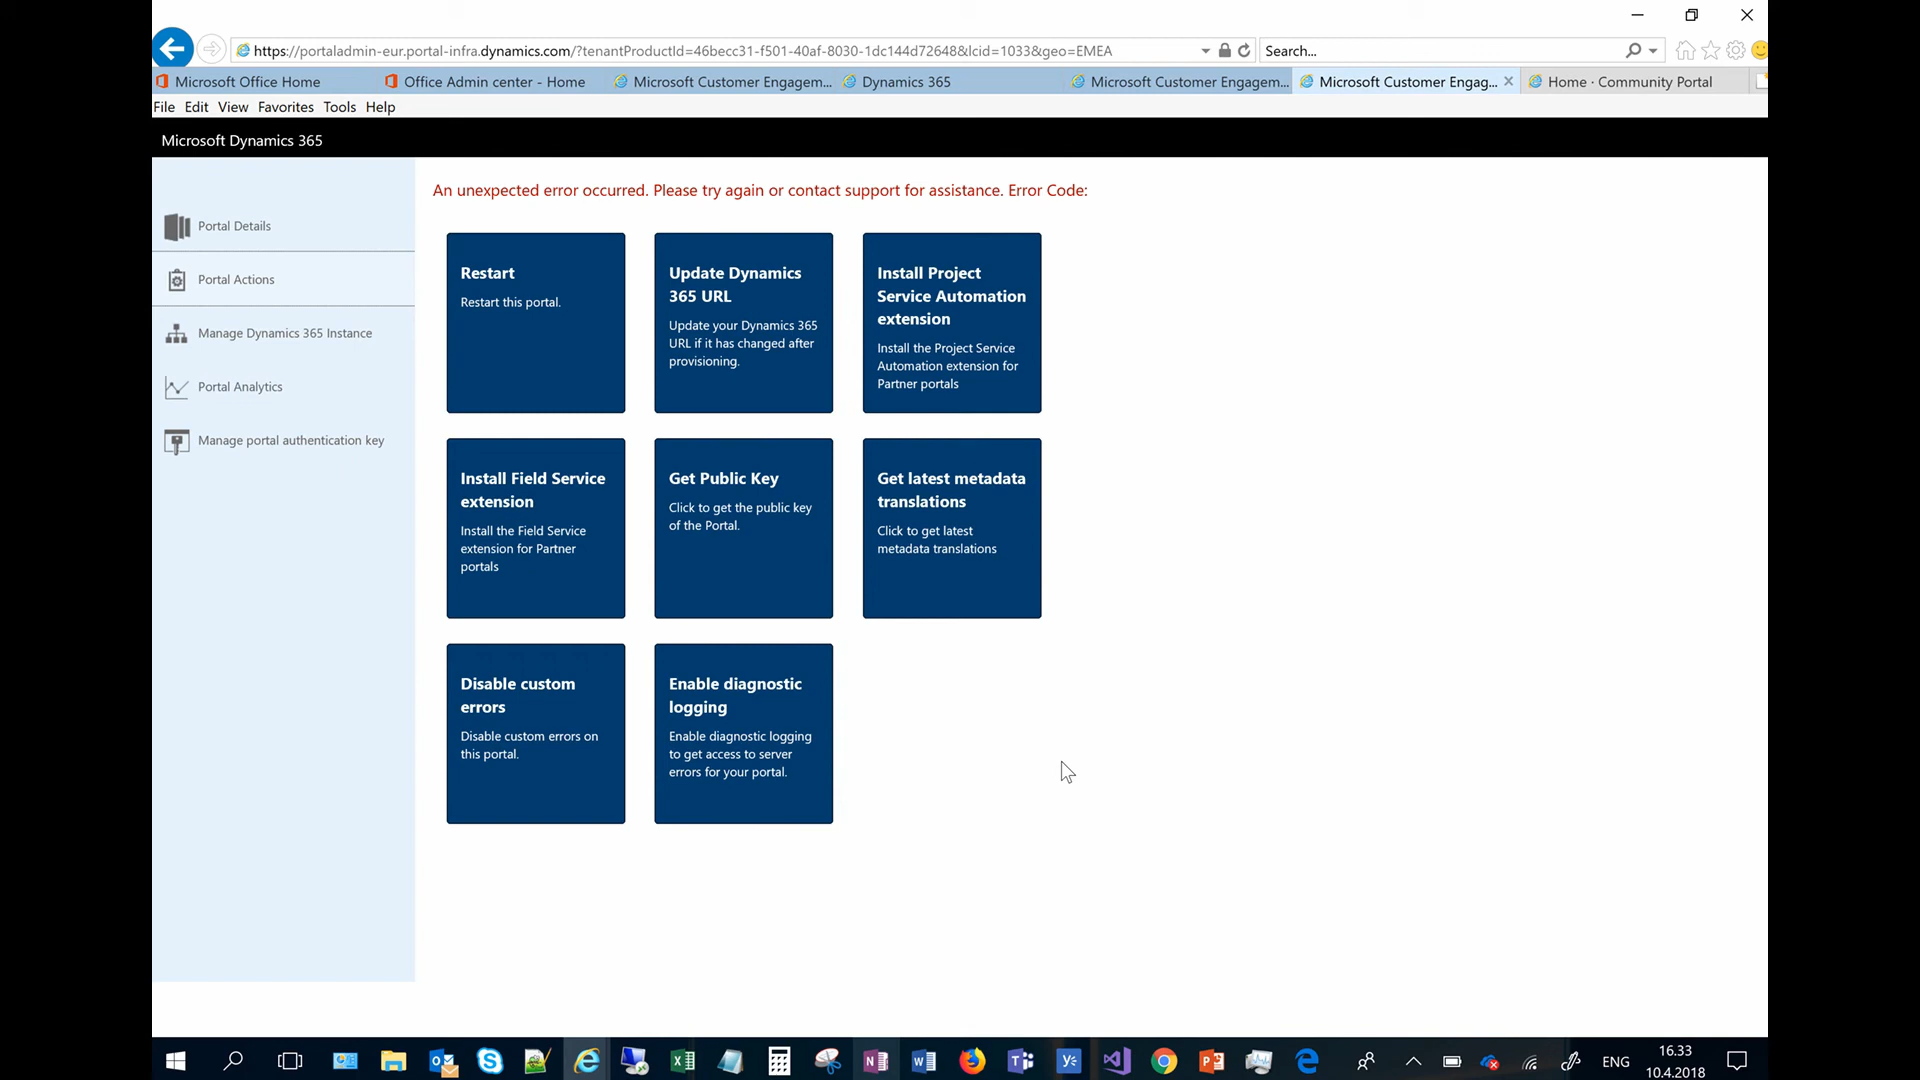 https://portaladmin-eur.portal-infra.dynamics.com/?tenantProductId=46becc31-f501-40af-8030-1dc144d72648&lcid=1033&geo=EMEA
Search...
Microsoft Office Home
Office Admin center - Home
Microsoft Customer Engagem...
Dynamics 365
Microsoft Customer Engagem...
Microsoft Customer Engag...
Home · Community Portal
File Edit View Favorites Tools Help
Microsoft Dynamics 365
Portal Details
Portal Actions
Manage Dynamics 365 Instance
Portal Analytics
Manage portal authentication key
An unexpected error occurred. Please try again or contact support for assistance. Error Code:
Restart
Restart this portal.
Update Dynamics
365 URL
Update your Dynamics 365
URL if it has changed after
provisioning.
Install Project
Service Automation
extension
Install the Project Service
Automation extension for
Partner portals
Install Field Service
extension
Install the Field Service
extension for Partner
portals
Get Public Key
Click to get the public key
of the Portal.
Get latest metadata
translations
Click to get latest
metadata translations
Disable custom
errors
Disable custom errors on
this portal.
Enable diagnostic
logging
Enable diagnostic logging
to get access to server
errors for your portal.
ENG
16.33
10.4.2018